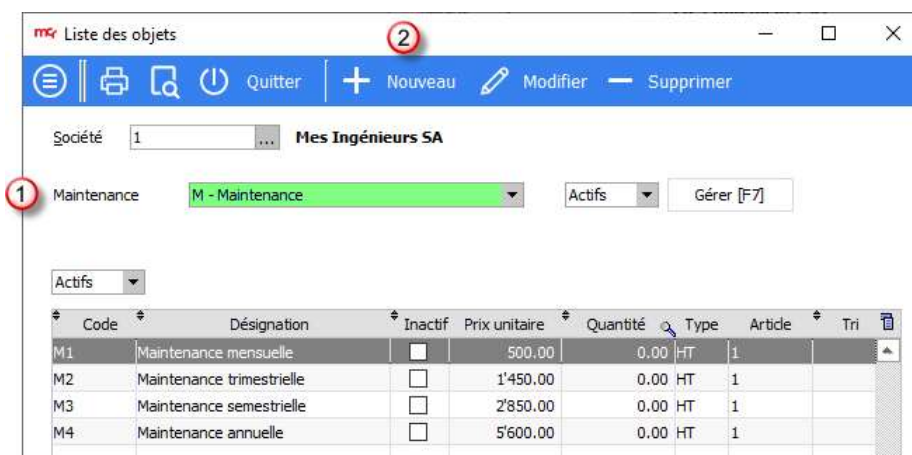 mcr Liste des objets
2
Quitter Nouveau Modifier Supprimer
Société 1 ... Mes Ingénieurs SA
1 Maintenance M - Maintenance Actifs Gérer [F7]
Actifs
Code Désignation Inactif Prix unitaire Quantité Type Article Tri
M1 Maintenance mensuelle 500.00 0.00 HT 1
M2 Maintenance trimestrielle 1'450.00 0.00 HT 1
M3 Maintenance semestrielle 2'850.00 0.00 HT 1
M4 Maintenance annuelle 5'600.00 0.00 HT 1